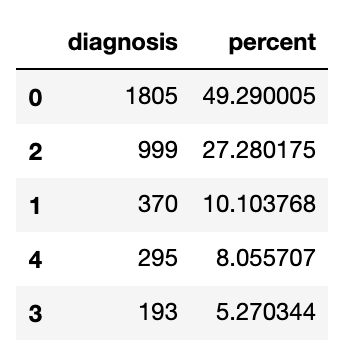 diagnosis percent
0 1805 49.290005
2 999 27.280175
1 370 10.103768
4 295 8.055707
3 193 5.270344